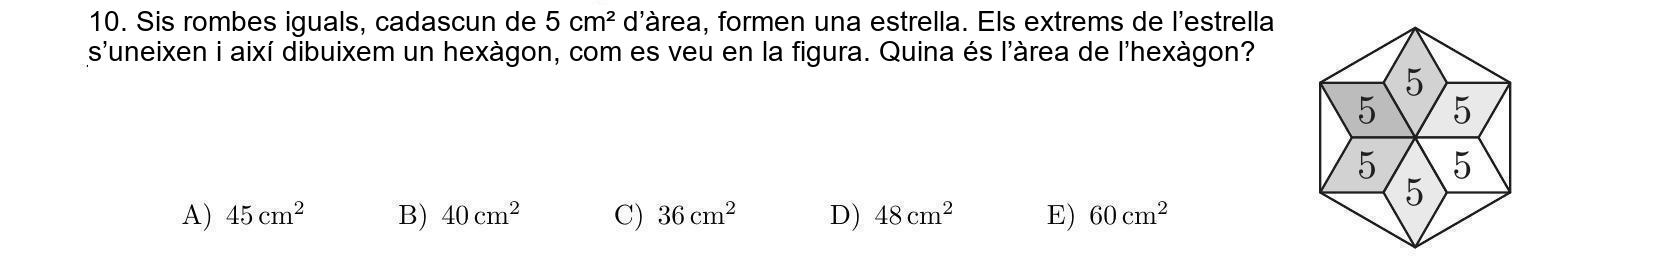 10. Sis rombes iguals, cadascun de 5 cm² d’àrea, formen una estrella. Els extrems de l’estrella
s’uneixen i així dibuixem un hexàgon, com es veu en la figura. Quina és l’àrea de l’hexàgon?
5
5 5
5 5
5
A) 45 cm² B) 40 cm² C) 36 cm² D) 48 cm² E) 60 cm²